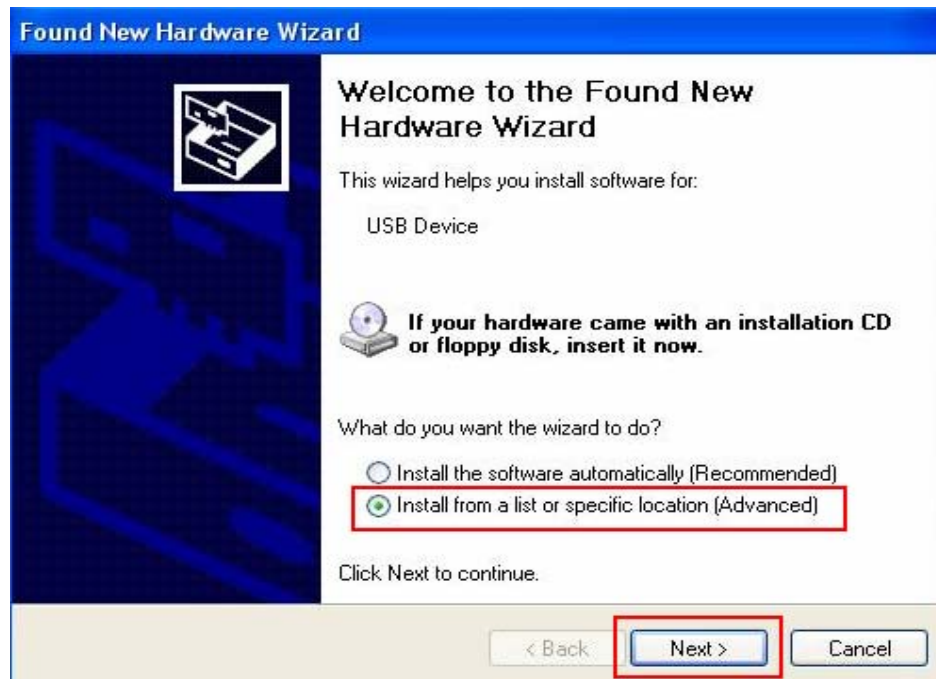 Found New Hardware Wizard
Welcome to the Found New
Hardware Wizard
This wizard helps you install software for:
USB Device
If your hardware came with an installation CD
or floppy disk, insert it now.
What do you want the wizard to do?
Install the software automatically (Recommended)
Install from a list or specific location (Advanced)
Click Next to continue.
< Back Next > Cancel